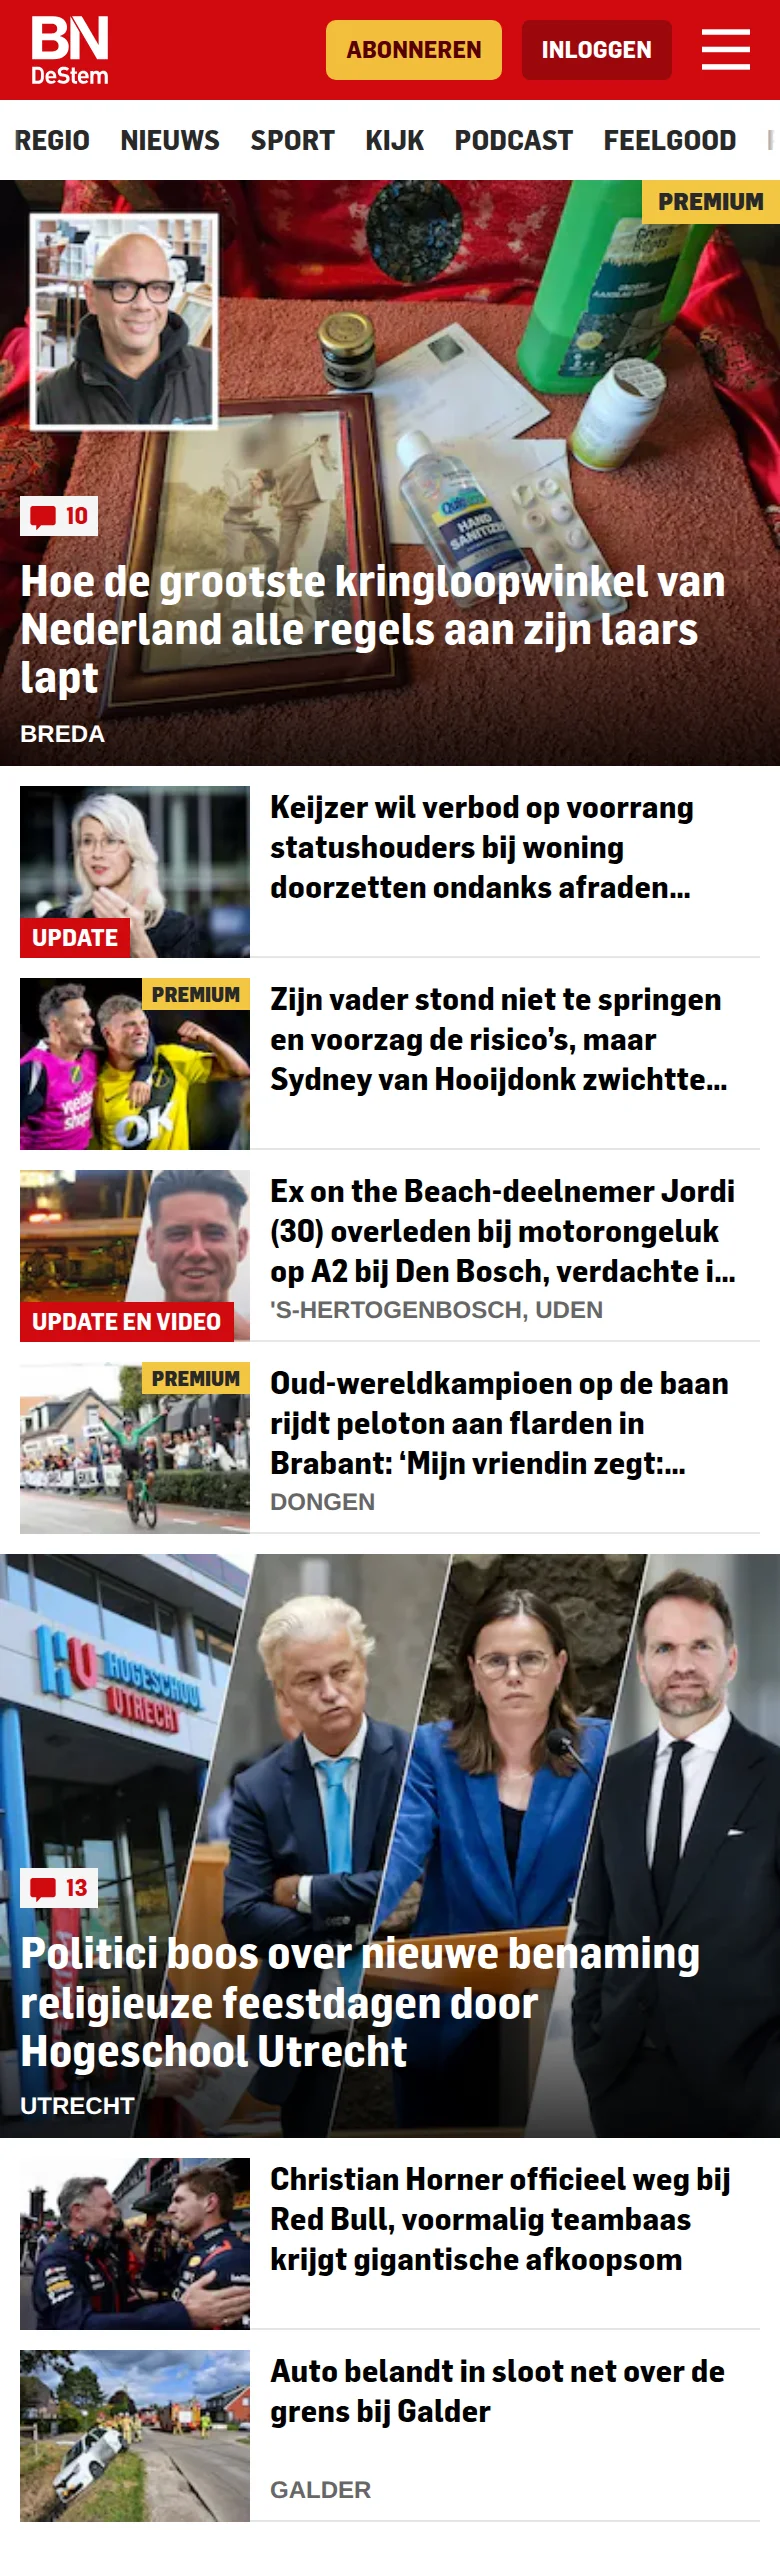 BN
DeStem
ABONNEREN
INLOGGEN
REGIO NIEUWS SPORT KIJK PODCAST FEELGOOD
PREMIUM
HAND
SANITIZER
10
Hoe de grootste kringloopwinkel van
Nederland alle regels aan zijn laars
lapt
BREDA
Keijzer wil verbod op voorrang
statushouders bij woning
doorzetten ondanks afraden...
UPDATE
PREMIUM
OK
Zijn vader stond niet te springen
en voorzag de risico’s, maar
Sydney van Hooijdonk zwichtte...
Ex on the Beach-deelnemer Jordi
(30) overleden bij motorongeluk
op A2 bij Den Bosch, verdachte i...
'S-HERTOGENBOSCH, UDEN
UPDATE EN VIDEO
PREMIUM
Oud-wereldkampioen op de baan
rijdt peloton aan flarden in
Brabant: ‘Mijn vriendin zegt:...
DONGEN
HU HOGESCHOOL
UTRECHT
13
Politici boos over nieuwe benaming
religieuze feestdagen door
Hogeschool Utrecht
UTRECHT
Christian Horner officieel weg bij
Red Bull, voormalig teambaas
krijgt gigantische afkoopsom
Auto belandt in sloot net over de
grens bij Galder
GALDER